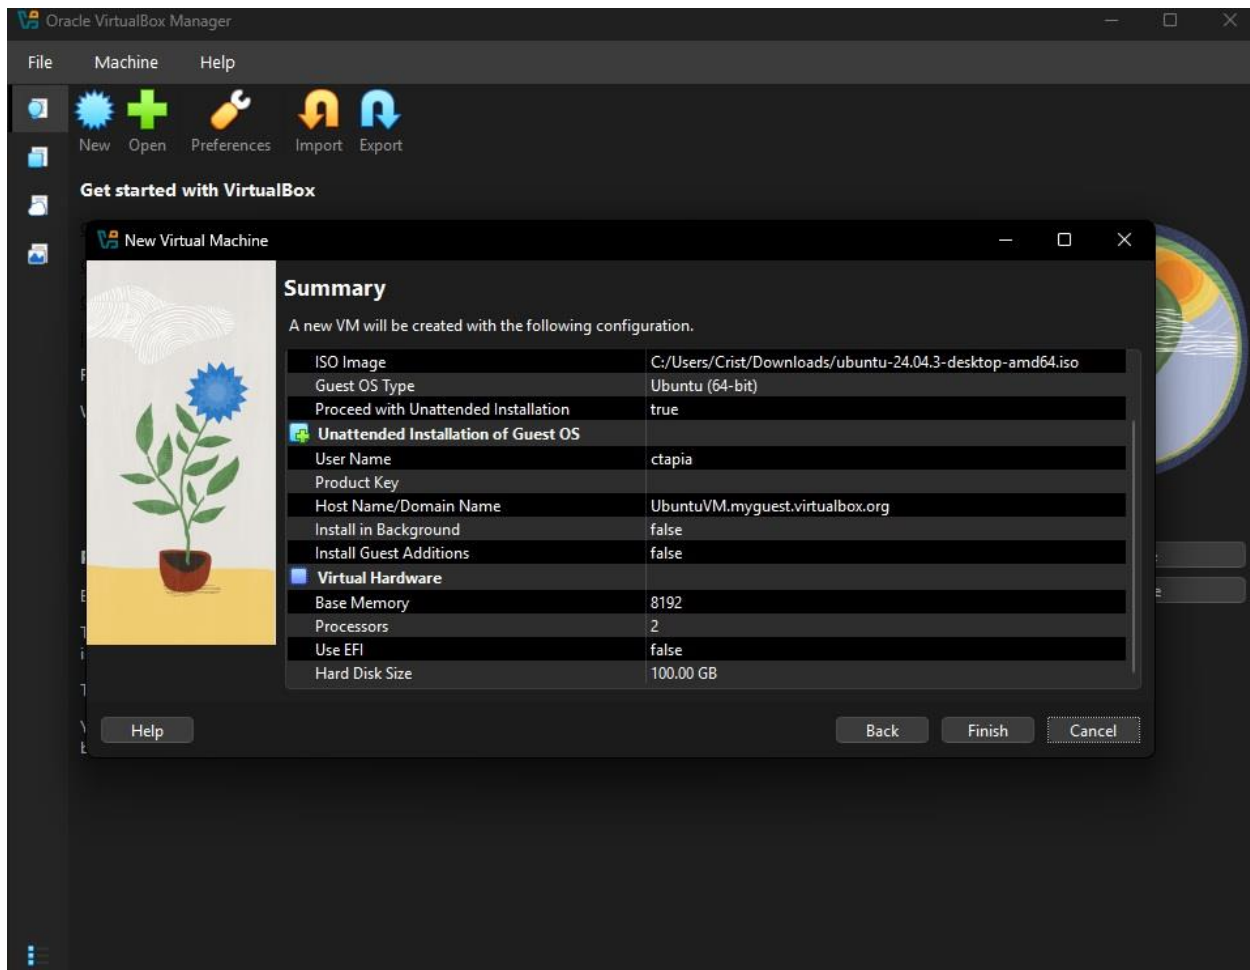 Oracle VirtualBox Manager
File Machine Help
New Open Preferences Import Export
Get started with VirtualBox
New Virtual Machine
Summary
A new VM will be created with the following configuration.
ISO Image C:/Users/Crist/Downloads/ubuntu-24.04.3-desktop-amd64.iso
Guest OS Type Ubuntu (64-bit)
Proceed with Unattended Installation true
Unattended Installation of Guest OS
User Name ctapia
Product Key
Host Name/Domain Name UbuntuVM.myguest.virtualbox.org
Install in Background false
Install Guest Additions false
Virtual Hardware
Base Memory 8192
Processors 2
Use EFI false
Hard Disk Size 100.00 GB
Help Back Finish Cancel